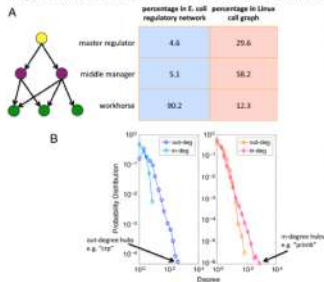 A
percentage in E. coli regulatory network
percentage in Linux call graph
master regulator 4.6 29.6
middle manager 5.1 58.2
workhorse 90.2 12.3
B
out-deg
in-deg
out-deg
in-deg
Probability Distribution
out-degree hubs
e.g. "crp"
in-degree hubs
e.g. "printk"
Degree